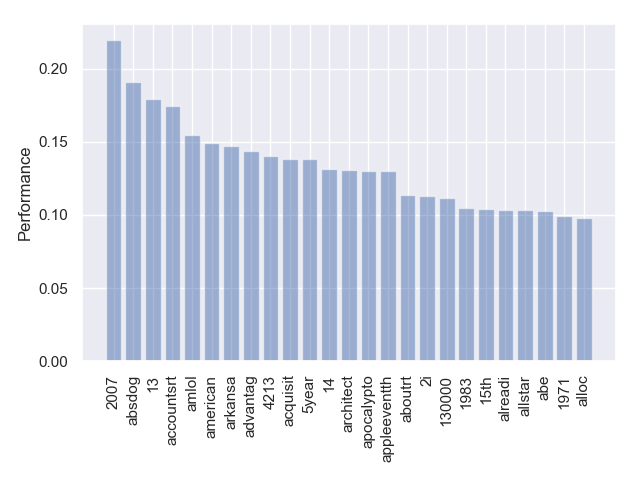 0.20
0.15
0.10
0.05
0.00
Performance
2007
absdog
13
accountsrt
amlol
american
arkansa
advantag
4213
acquisit
5year
14
architect
apocalypto
appleeventth
aboutrt
2i
130000
1983
15th
alreadi
allstar
abe
1971
alloc